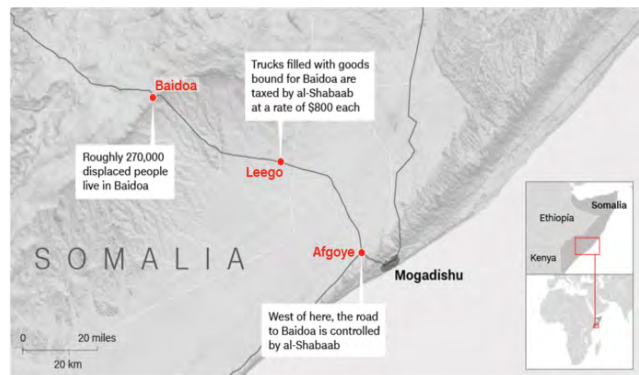 Baidoa
Trucks filled with goods
bound for Baidoa are
taxed by al-Shabaab
at a rate of $800 each
Roughly 270,000
displaced people
live in Baidoa
Leego
Somalia
Ethiopia
Kenya
SOMALIA
Afgoye
Mogadishu
West of here, the road
to Baidoa is controlled
by al-Shabaab
0 20 miles
20 km